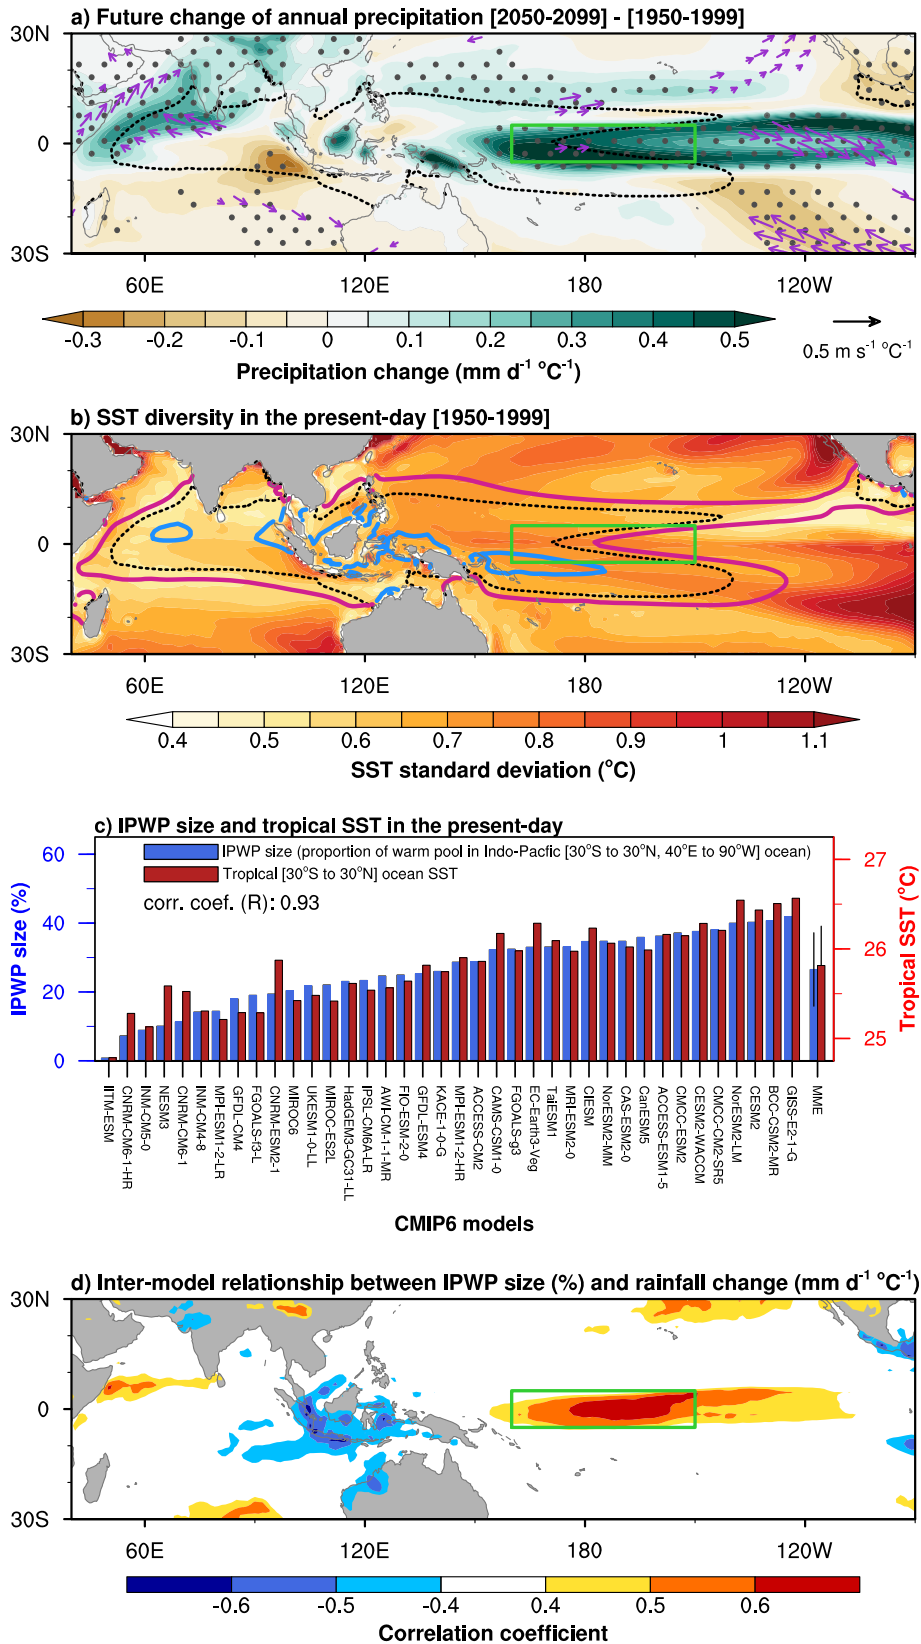 a) Future change of annual precipitation [2050-2099] - [1950-1999]
30N
0
30S
60E 120E 180 120W
-0.3 -0.1 0 0.1 0.2 0.3 0.4 0.5
0.5 m s⁻¹ °C⁻¹
Precipitation change (mm d⁻¹ °C⁻¹)
b) SST diversity in the present-day [1950-1999]
30N
0
30S
60E 120E 180 120W
0.4 0.5 0.6 0.7 0.8 0.9 1 1.1
SST standard deviation (°C)
c) IPWP size and tropical SST in the present-day
IPWP size (proportion of warm pool in Indo-Pacfic [30°S to 30°N, 40°E to 90°W] ocean)
Tropical [30°S to 30°N] ocean SST
corr. coef. (R): 0.93
IPWP size (%)
60
40
20
0
Tropical SST (°C)
27
26
25
IITM-ESM
CNRM-CM6-1-HR
INM-CM5-0
NESM3
CNRM-CM6-1
INM-CM4-8
MPI-ESM1-2-LR
GFDL-CM4
FGOALS-f3-L
CNRM-ESM2-1
MIROC6
UKESM1-0-LL
MIROC-ES2L
HadGEM3-GC31-LL
IPSL-CM6A-LR
AWI-CM-1-1-MR
FIO-ESM-2-0
GFDL-ESM4
KACE-1-0-G
MPI-ESM1-2-HR
ACCESS-CM2
CAMS-CSM1-0
FGOALS-g3
EC-Earth3-Veg
TaiESM1
MRI-ESM2-0
CIESM
NorESM2-MM
CAS-ESM2-0
CanESM5
ACCESS-ESM1-5
CMCC-ESM2
CESM2-WACCM
CMCC-CM2-SR5
NorESM2-LM
CESM2
BCC-CSM2-MR
GISS-E2-1-G
MME
CMIP6 models
d) Inter-model relationship between IPWP size (%) and rainfall change (mm d⁻¹ °C⁻¹)
30N
0
30S
60E 120E 180 120W
-0.6 -0.5 -0.4 0.4 0.5 0.6
Correlation coefficient